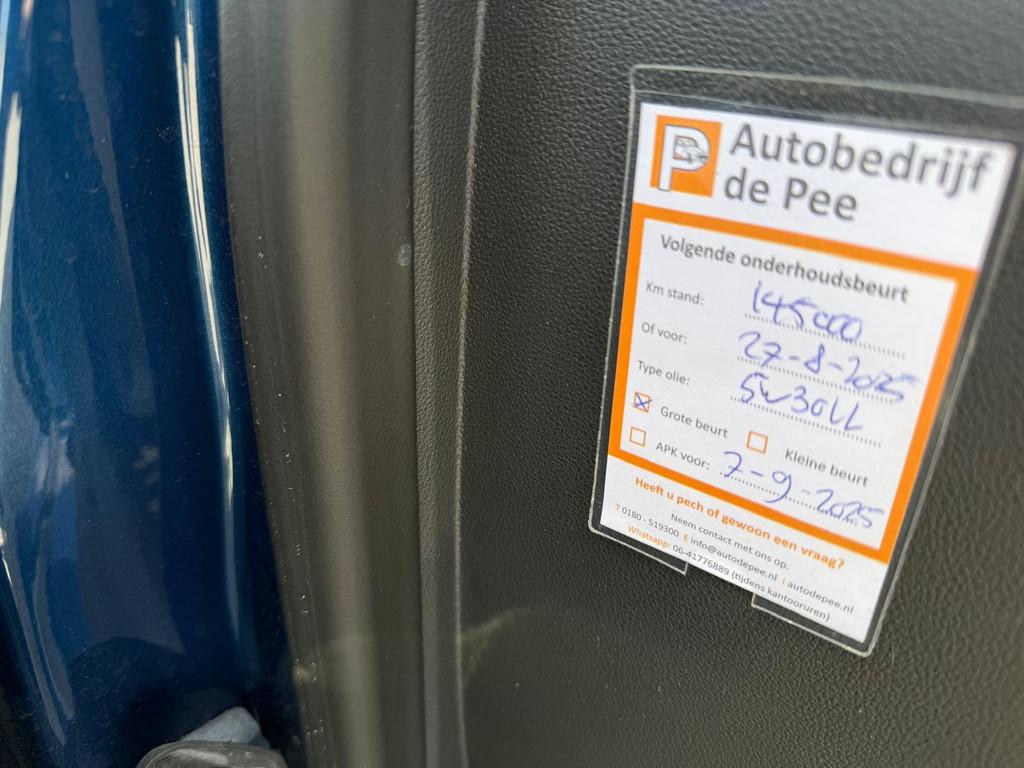 P Autobedrijf
de Pee
Volgende onderhoudsbeurt
Km stand: 145000
Of voor: 27-8-2025
Type olie: 5w30LL
Grote beurt Kleine beurt
APK voor: 7-9-2025
Heeft u pech of gewoon een vraag?
Neem contact met ons op.
T 0180 - 519300 E info@autodepee.nl I autodepee.nl
Whatsapp: 06-41776889 (tijdens kantooruren)